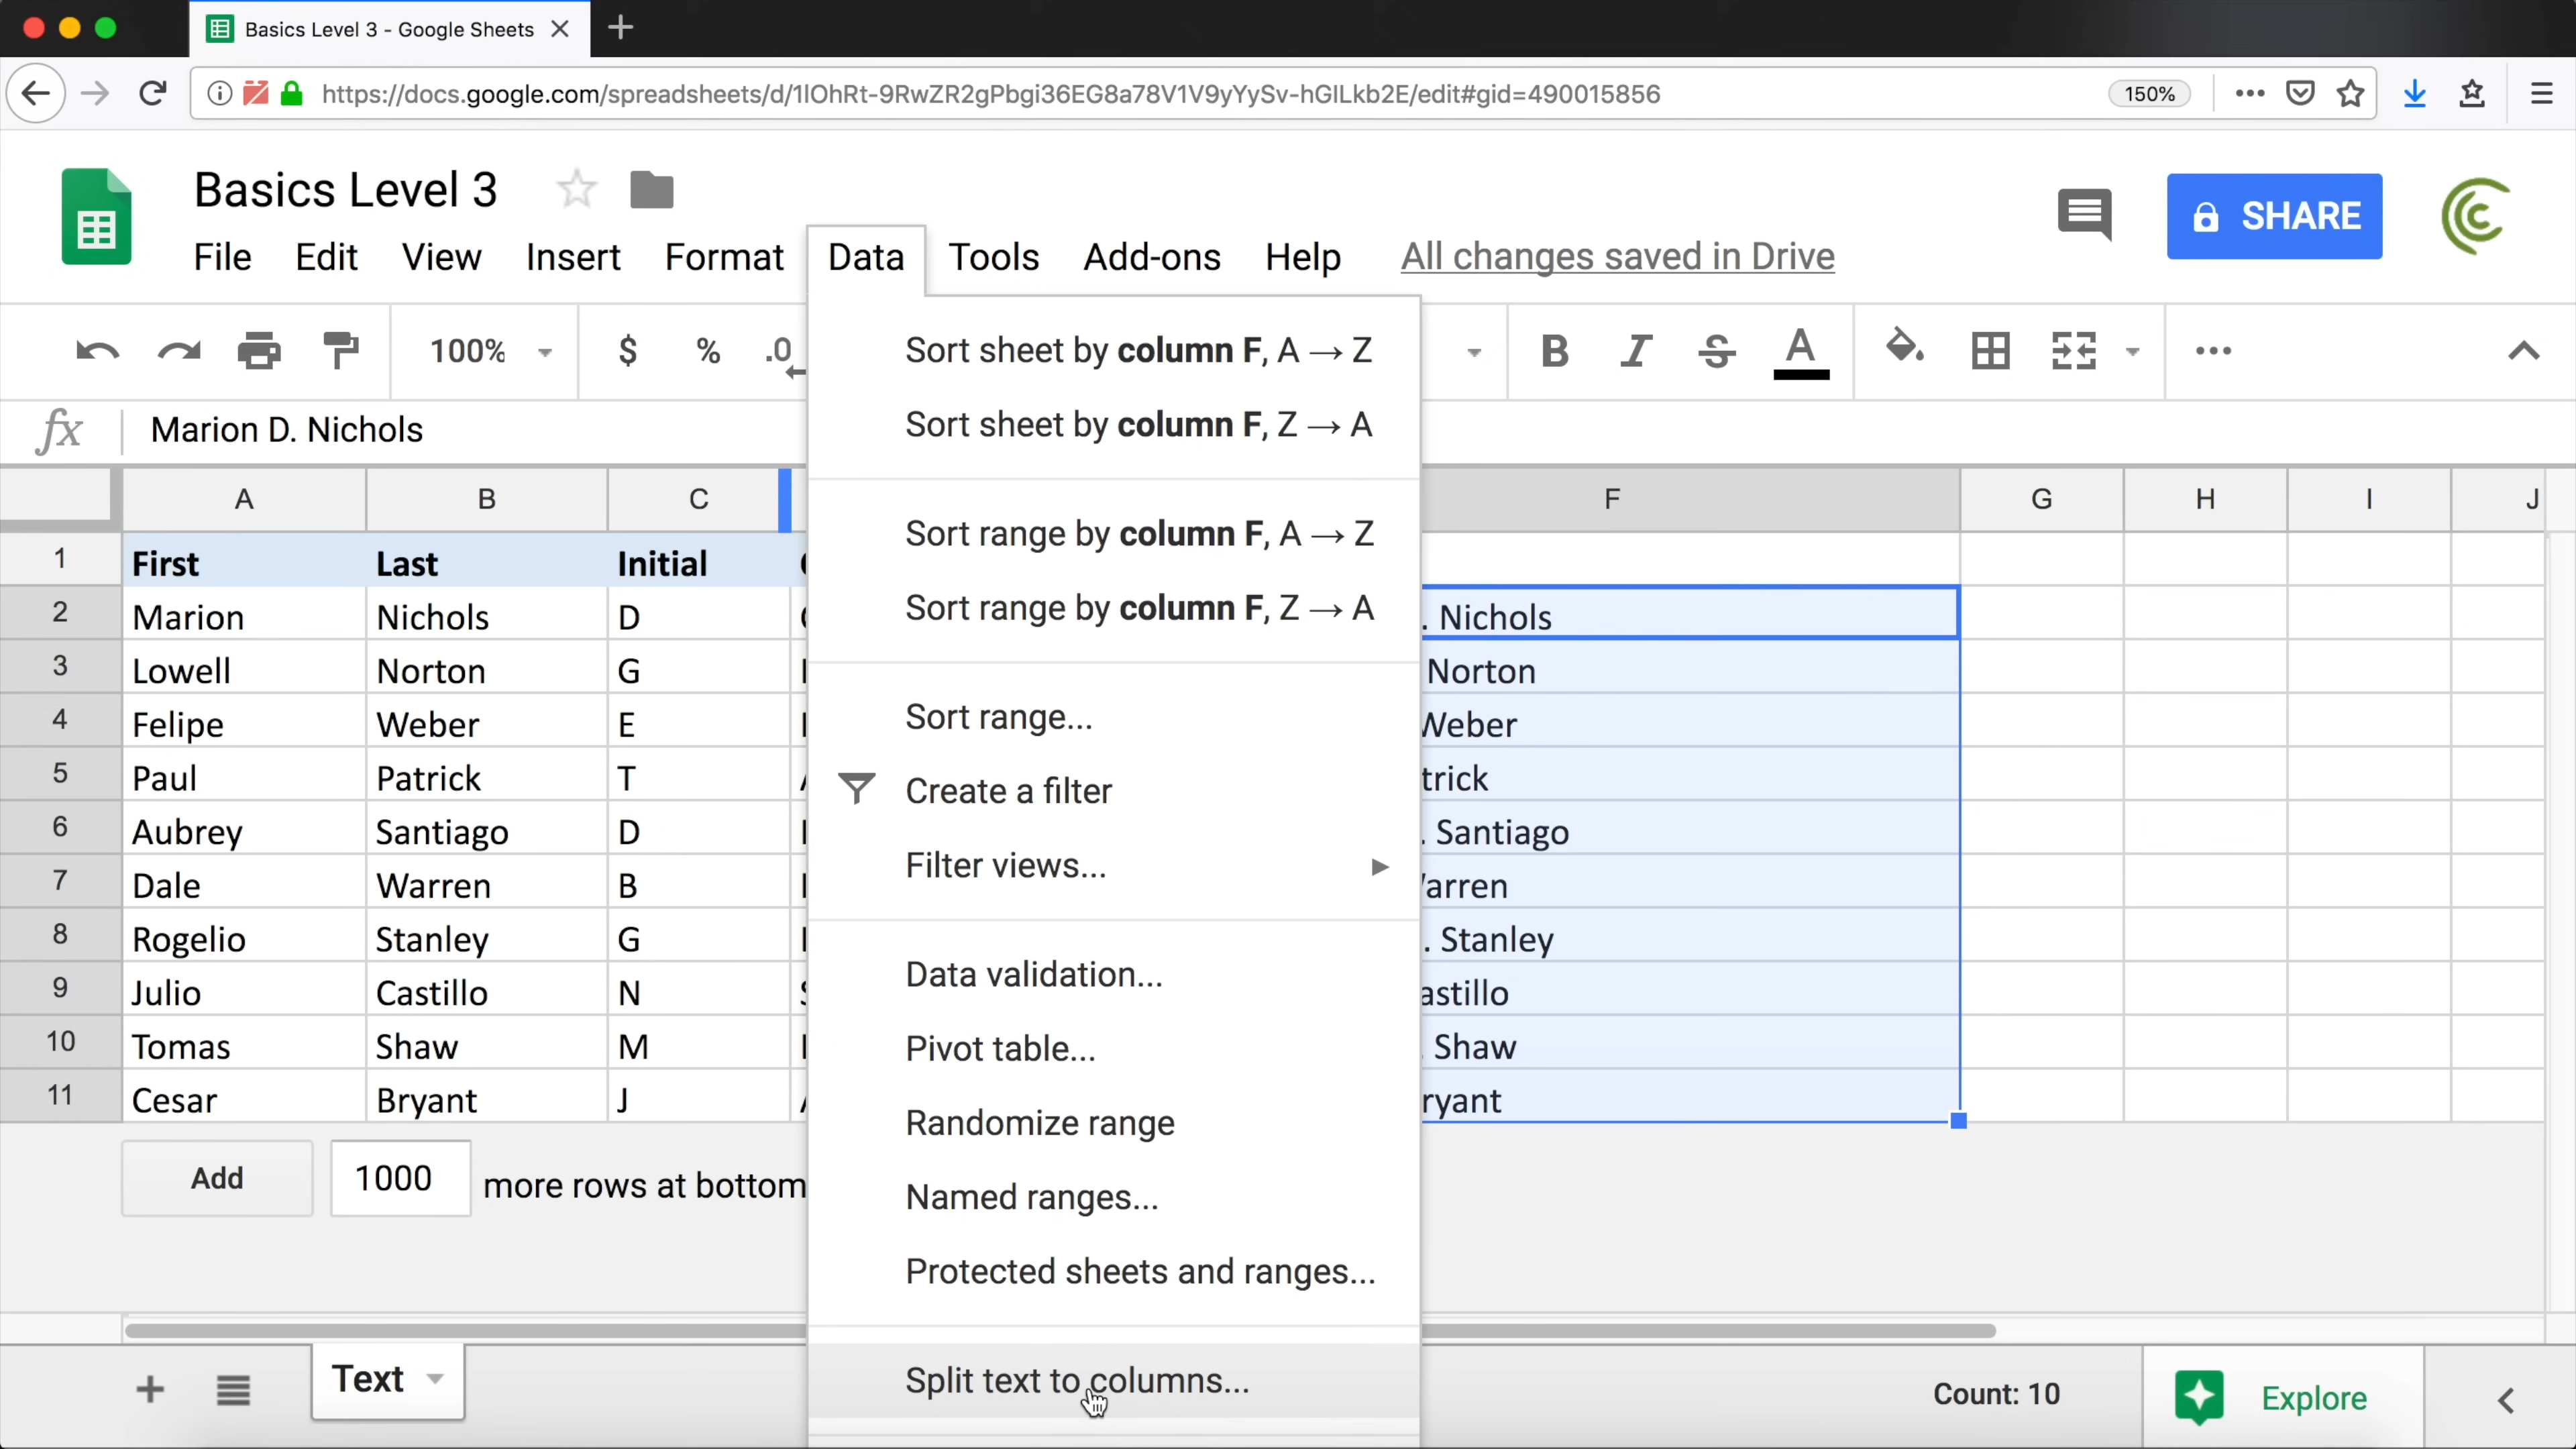 Basics Level 3 - Google Sheets
https://docs.google.com/spreadsheets/d/1lOhRt-9RwZR2gPbgi36EG8a78V1V9yYySv-hGlLkb2E/edit#gid=490015856
150%
Basics Level 3
SHARE
File Edit View Insert Format Data Tools Add-ons Help All changes saved in Drive
100% $ % .0 B I S A
fx Marion D. Nichols
A B C F G H I J
1 First Last Initial
2 Marion Nichols D . Nichols
3 Lowell Norton G Norton
4 Felipe Weber E Weber
5 Paul Patrick T trick
6 Aubrey Santiago D . Santiago
7 Dale Warren B arren
8 Rogelio Stanley G . Stanley
9 Julio Castillo N astillo
10 Tomas Shaw M Shaw
11 Cesar Bryant J ryant
Sort sheet by column F, A → Z
Sort sheet by column F, Z → A
Sort range by column F, A → Z
Sort range by column F, Z → A
Sort range...
Create a filter
Filter views...
Data validation...
Pivot table...
Randomize range
Named ranges...
Protected sheets and ranges...
Split text to columns...
Add 1000 more rows at bottom
Text
Count: 10
Explore